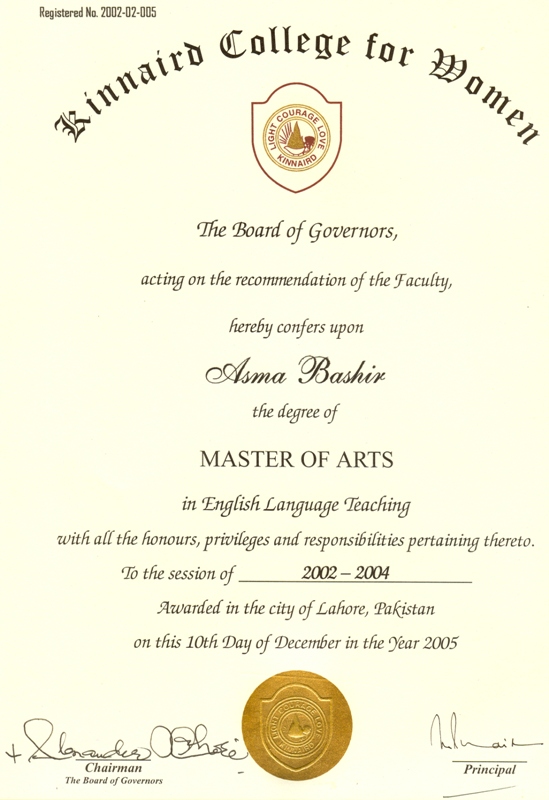 Registered No. 2002-02-005
Kinnaird College for Women
LIGHT COURAGE LOVE
KINNAIRD
The Board of Governors,
acting on the recommendation of the Faculty,
hereby confers upon
Asma Bashir
the degree of
MASTER OF ARTS
in English Language Teaching
with all the honours, privileges and responsibilities pertaining thereto.
To the session of 2002 – 2004
Awarded in the city of Lahore, Pakistan
on this 10th Day of December in the Year 2005
LIGHT COURAGE LOVE
KINNAIRD
Chairman
The Board of Governors
Principal